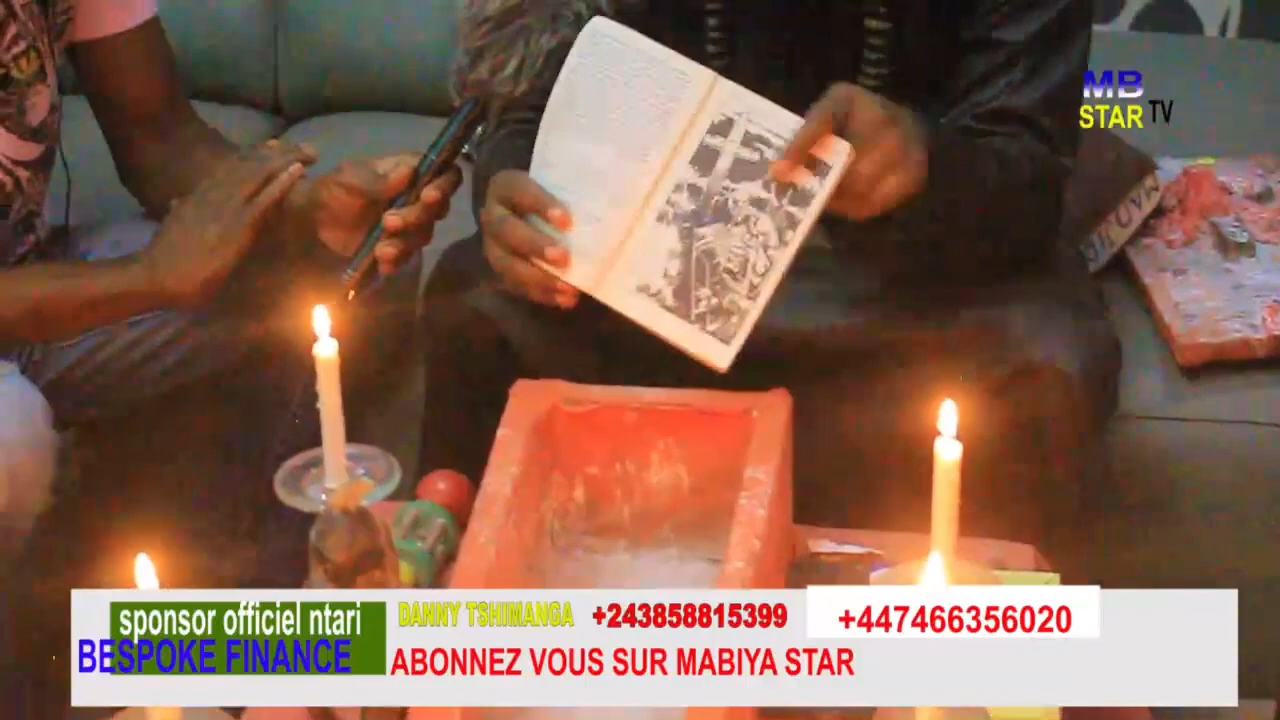 MB
STAR TV
sponsor officiel ntari
BESPOKE FINANCE
DANNY TSHIMANGA +243858815399
+447466356020
ABONNEZ VOUS SUR MABIYA STAR